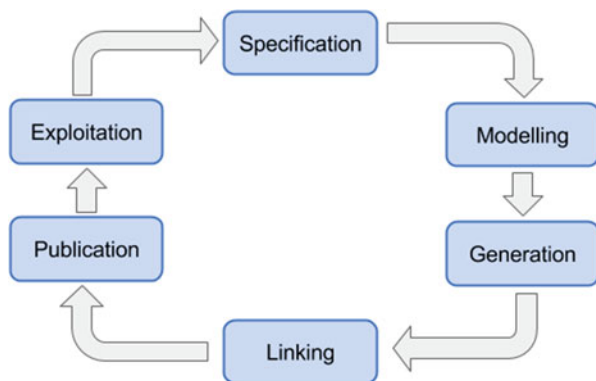 Specification
Modelling
Generation
Linking
Publication
Exploitation